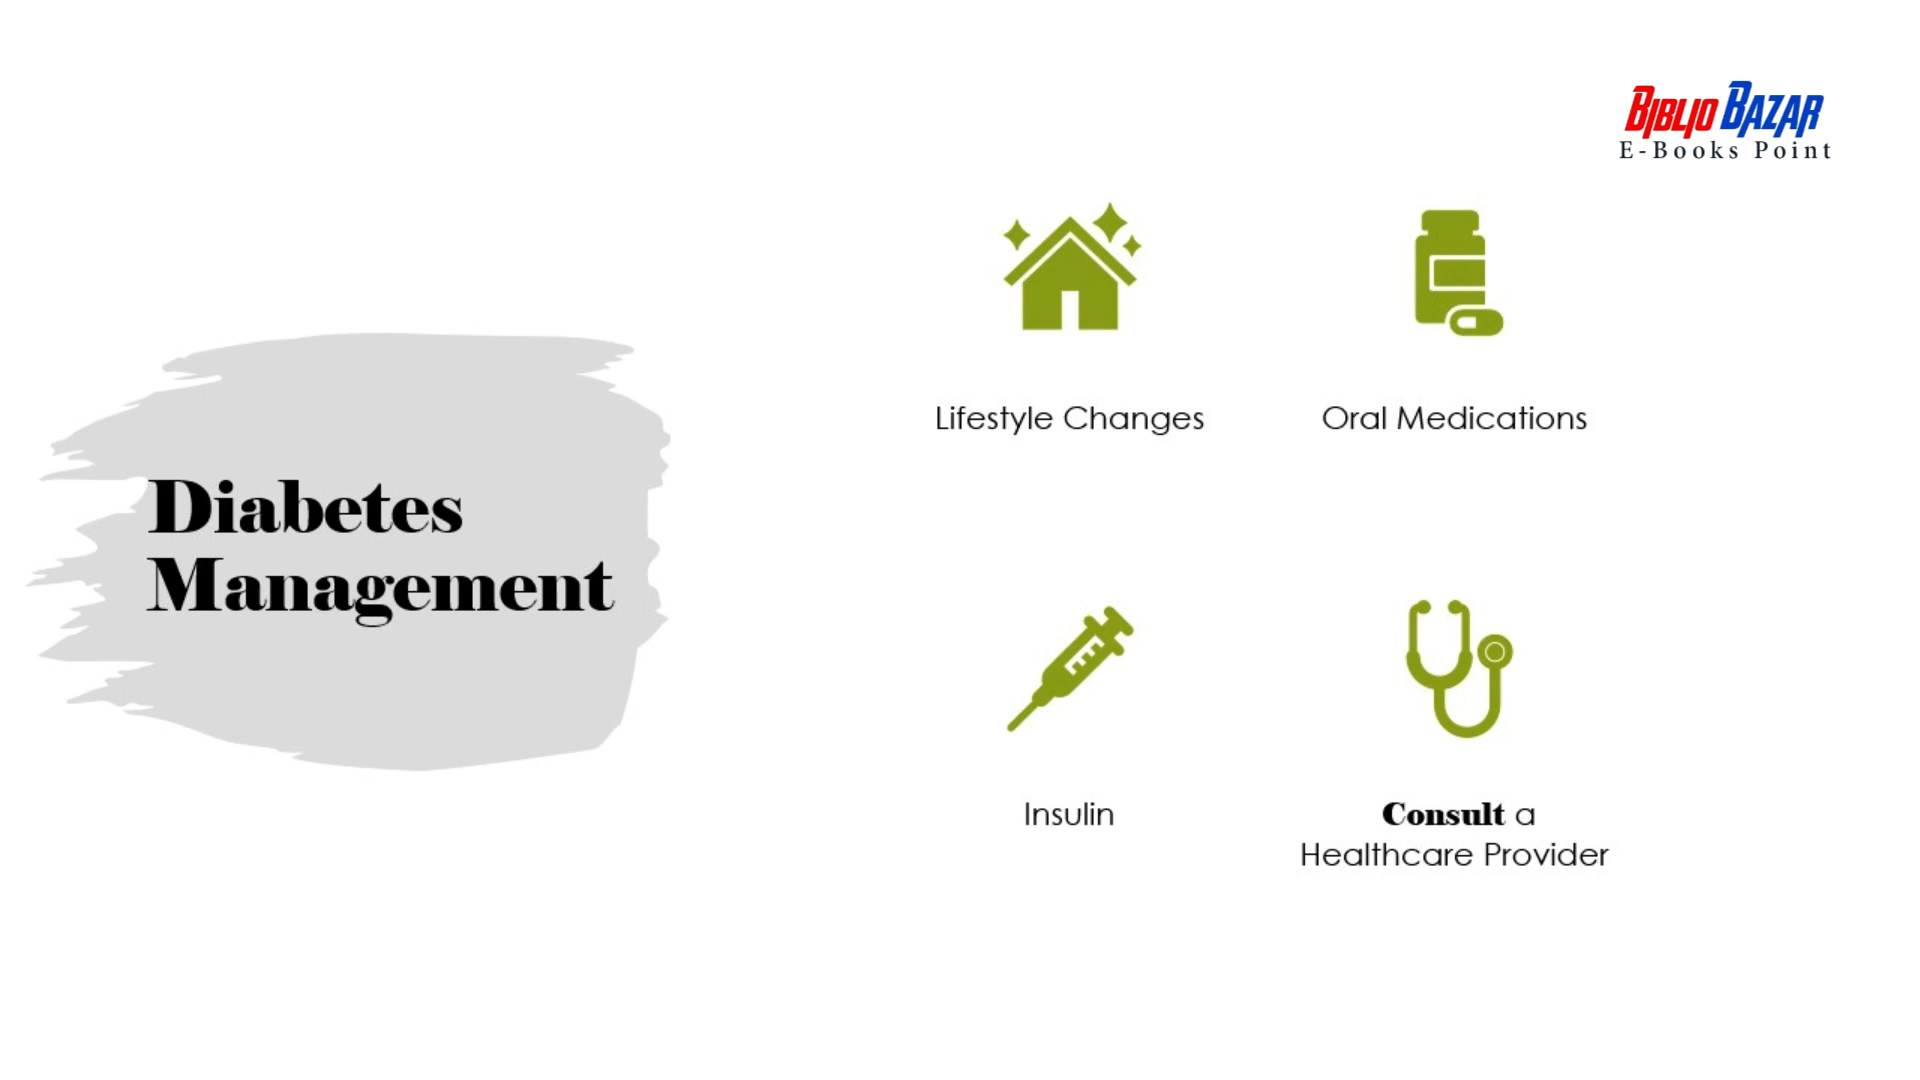 Biblio Bazar
E-Books Point
Lifestyle Changes
Oral Medications
Diabetes
Management
Insulin
Consult a
Healthcare Provider